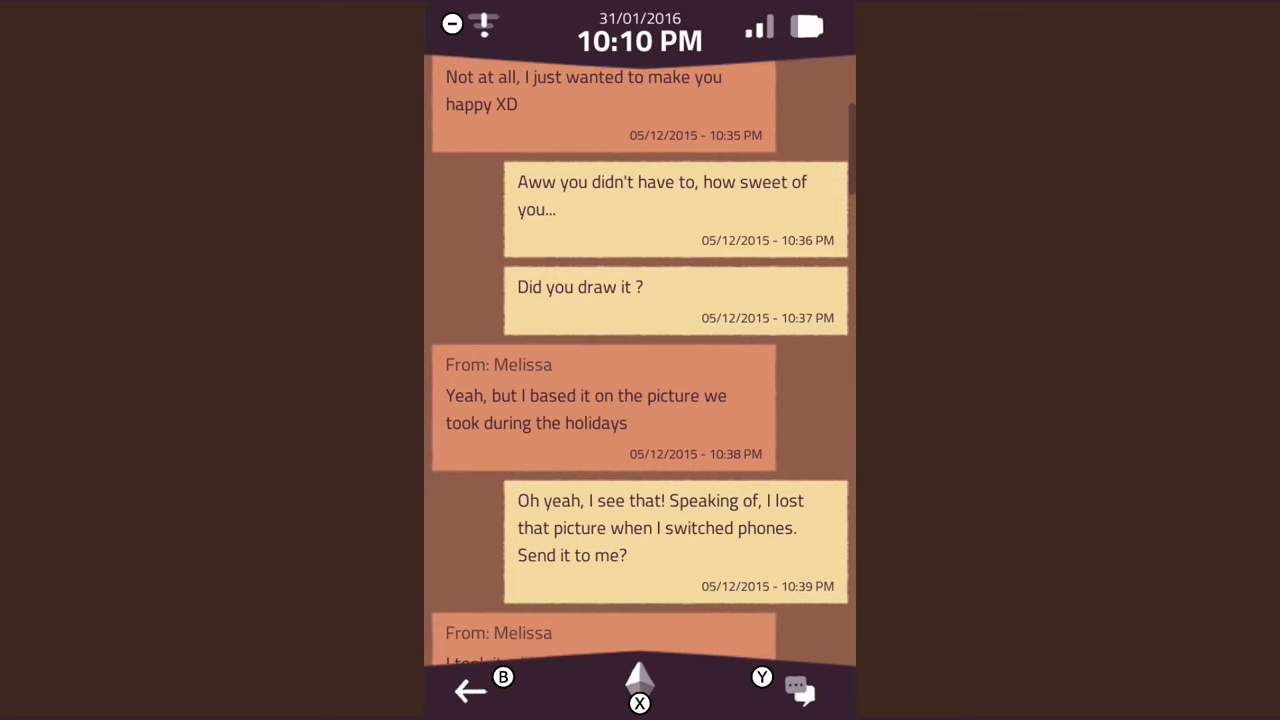 31/01/2016
10:10 PM
Not at all, I just wanted to make you
happy XD
05/12/2015 - 10:35 PM
Aww you didn't have to, how sweet of
you...
05/12/2015 - 10:36 PM
Did you draw it ?
05/12/2015 - 10:37 PM
From: Melissa
Yeah, but I based it on the picture we
took during the holidays
05/12/2015 - 10:38 PM
Oh yeah, I see that! Speaking of, I lost
that picture when I switched phones.
Send it to me?
05/12/2015 - 10:39 PM
From: Melissa
B
X
Y